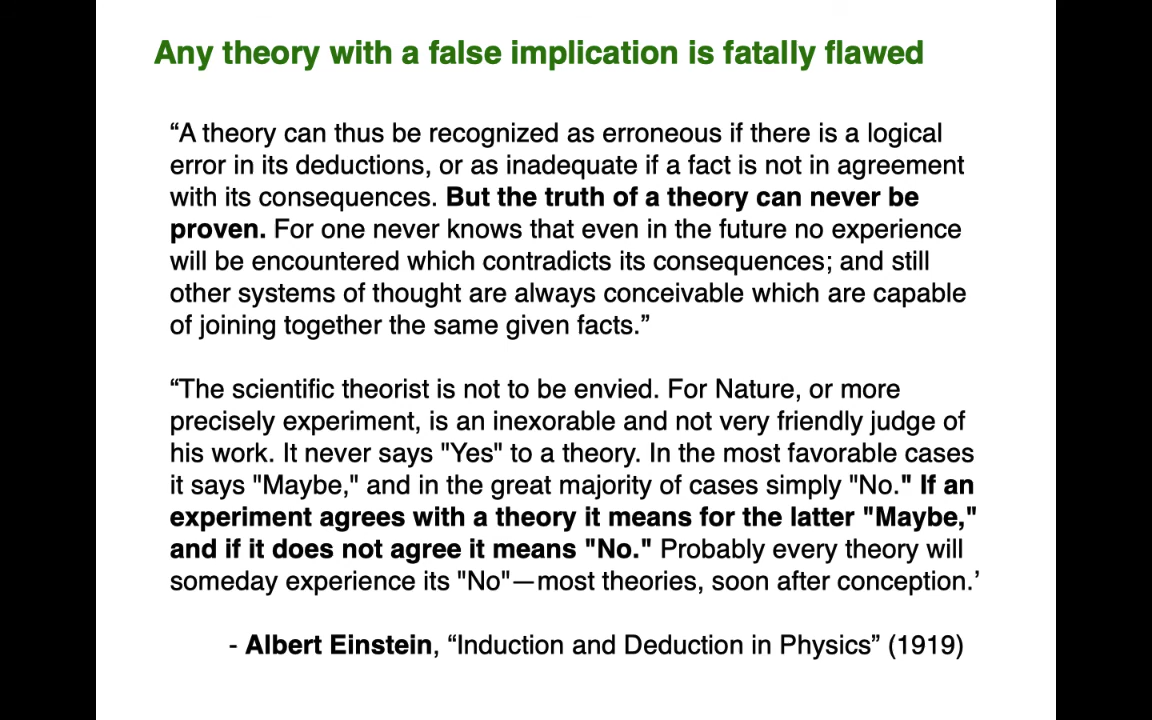 Any theory with a false implication is fatally flawed
“A theory can thus be recognized as erroneous if there is a logical
error in its deductions, or as inadequate if a fact is not in agreement
with its consequences. But the truth of a theory can never be
proven. For one never knows that even in the future no experience
will be encountered which contradicts its consequences; and still
other systems of thought are always conceivable which are capable
of joining together the same given facts.”
“The scientific theorist is not to be envied. For Nature, or more
precisely experiment, is an inexorable and not very friendly judge of
his work. It never says "Yes" to a theory. In the most favorable cases
it says "Maybe," and in the great majority of cases simply "No." If an
experiment agrees with a theory it means for the latter "Maybe,"
and if it does not agree it means "No." Probably every theory will
someday experience its "No"—most theories, soon after conception.’
- Albert Einstein, “Induction and Deduction in Physics” (1919)